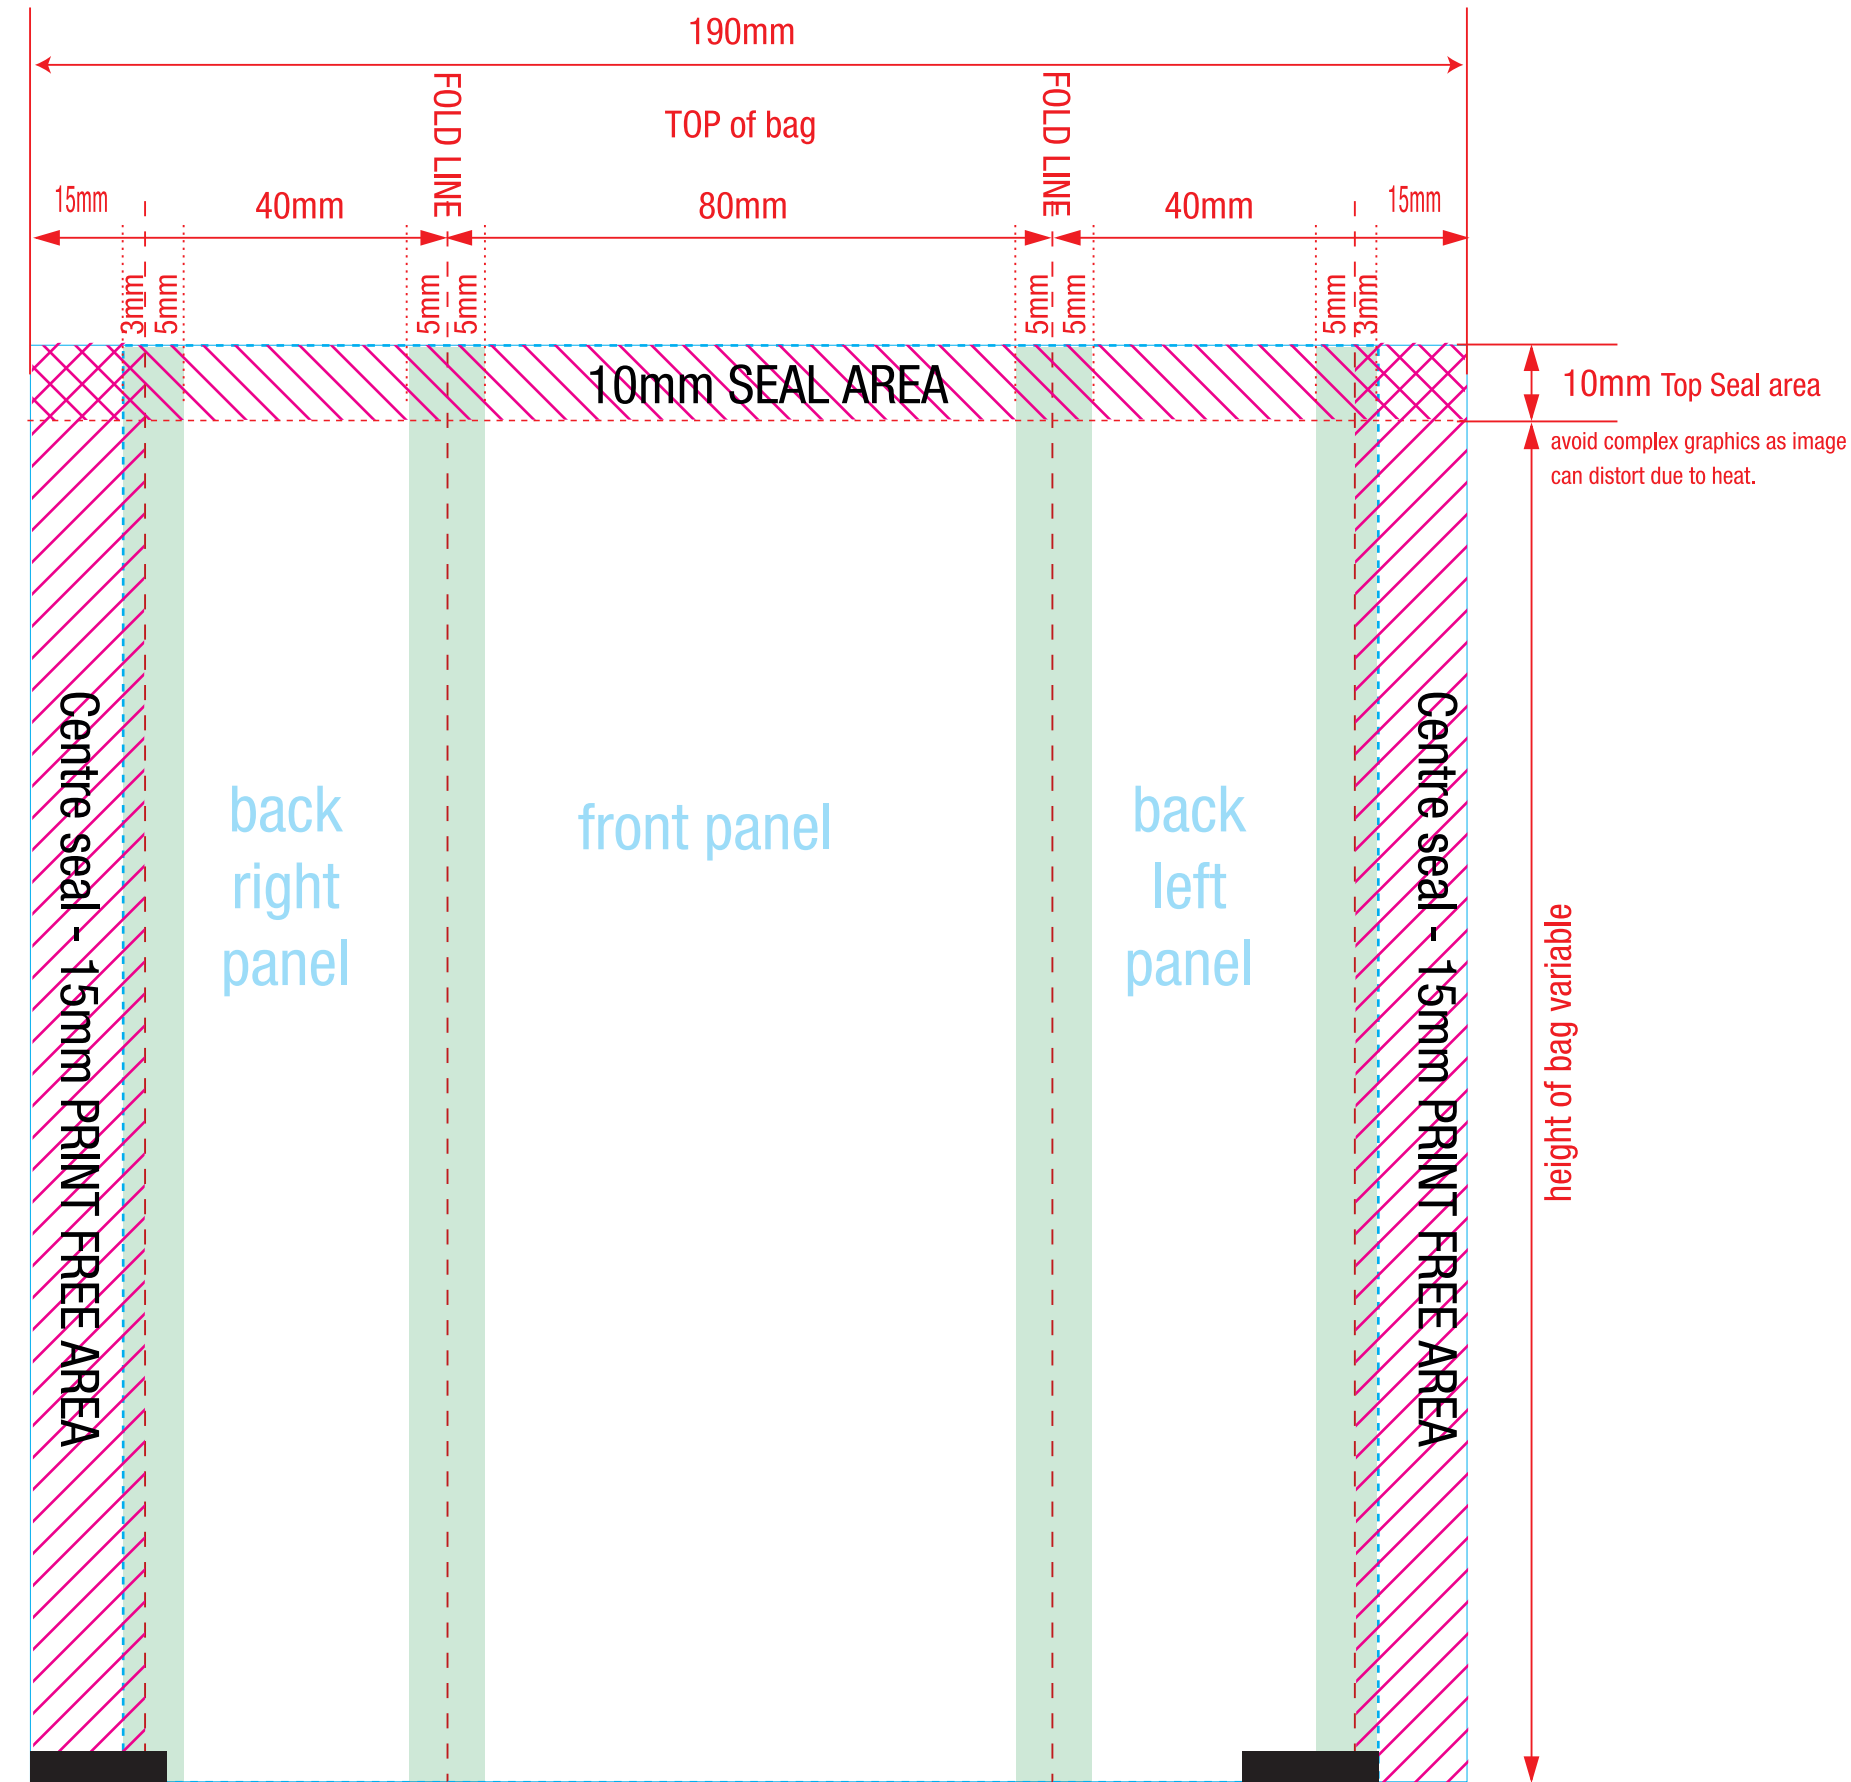 190mm
TOP of bag
FOLD LINE
FOLD LINE
15mm
40mm
80mm
40mm
15mm
3mm
5mm
5mm
5mm
5mm
5mm
5mm
3mm
10mm SEAL AREA
10mm Top Seal area
avoid complex graphics as image
can distort due to heat.
Centre seal - 15mm PRINT FREE AREA
back
right
panel
front panel
back
left
panel
Centre seal - 15mm PRINT FREE AREA
height of bag variable